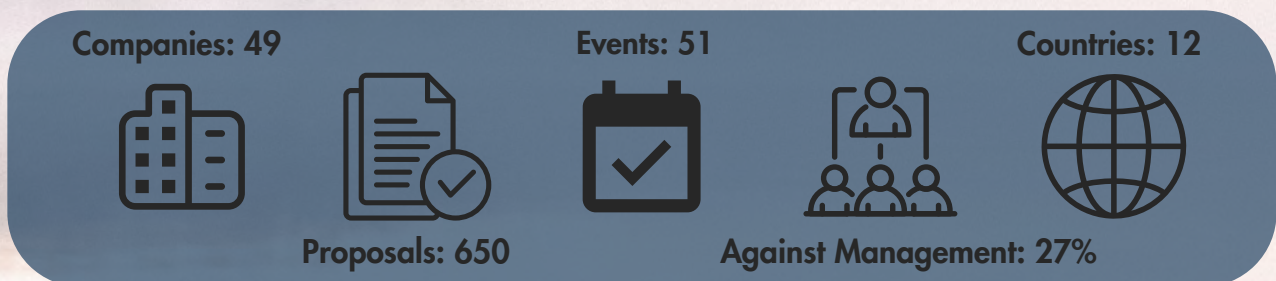 Companies: 49
Events: 51
Countries: 12
Proposals: 650
Against Management: 27%